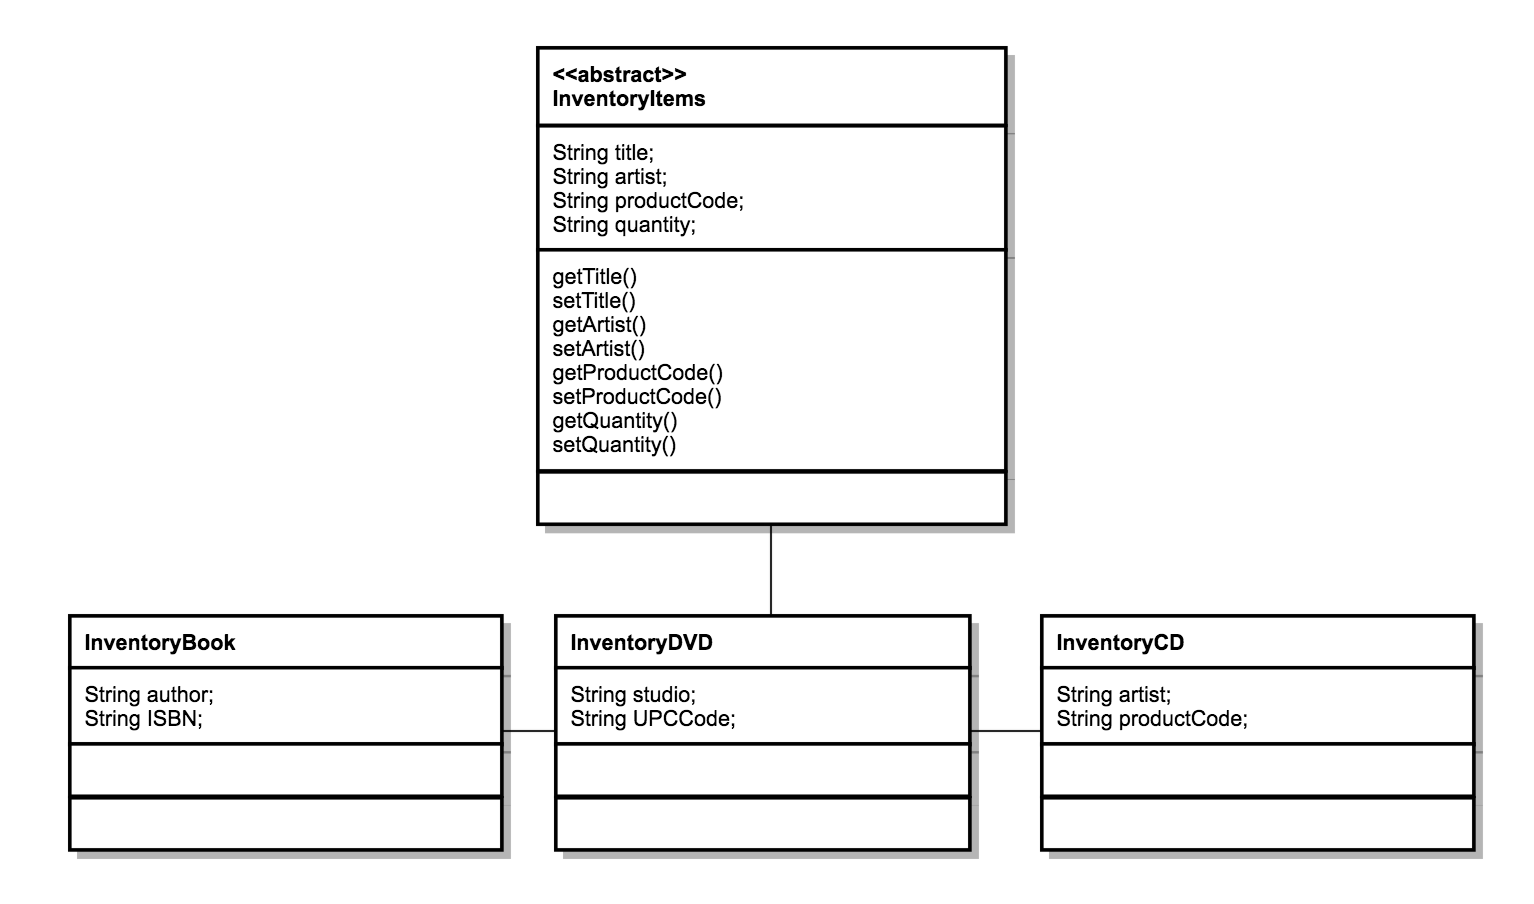 <<abstract>>
InventoryItems
String title;
String artist;
String productCode;
String quantity;
getTitle()
setTitle()
getArtist()
setArtist()
getProductCode()
setProductCode()
getQuantity()
setQuantity()
InventoryBook
String author;
String ISBN;
InventoryDVD
String studio;
String UPCCode;
InventoryCD
String artist;
String productCode;